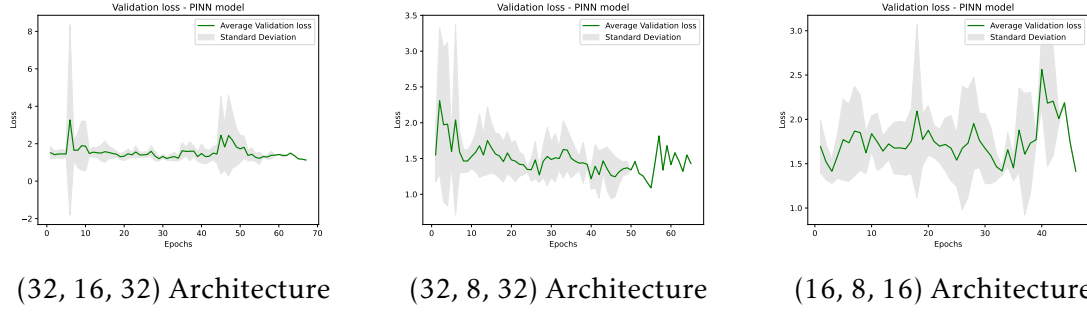 Validation loss - PINN model
Average Validation loss
Standard Deviation
8
6
4
2
0
−2
Loss
0
10
20
30
40
50
60
70
Epochs
(32, 16, 32) Architecture
Validation loss - PINN model
Average Validation loss
Standard Deviation
3.5
3.0
2.5
2.0
1.5
1.0
Loss
0
10
20
30
40
50
60
Epochs
(32, 8, 32) Architecture
Validation loss - PINN model
Average Validation loss
Standard Deviation
3.0
2.5
2.0
1.5
1.0
Loss
0
10
20
30
40
Epochs
(16, 8, 16) Architecture